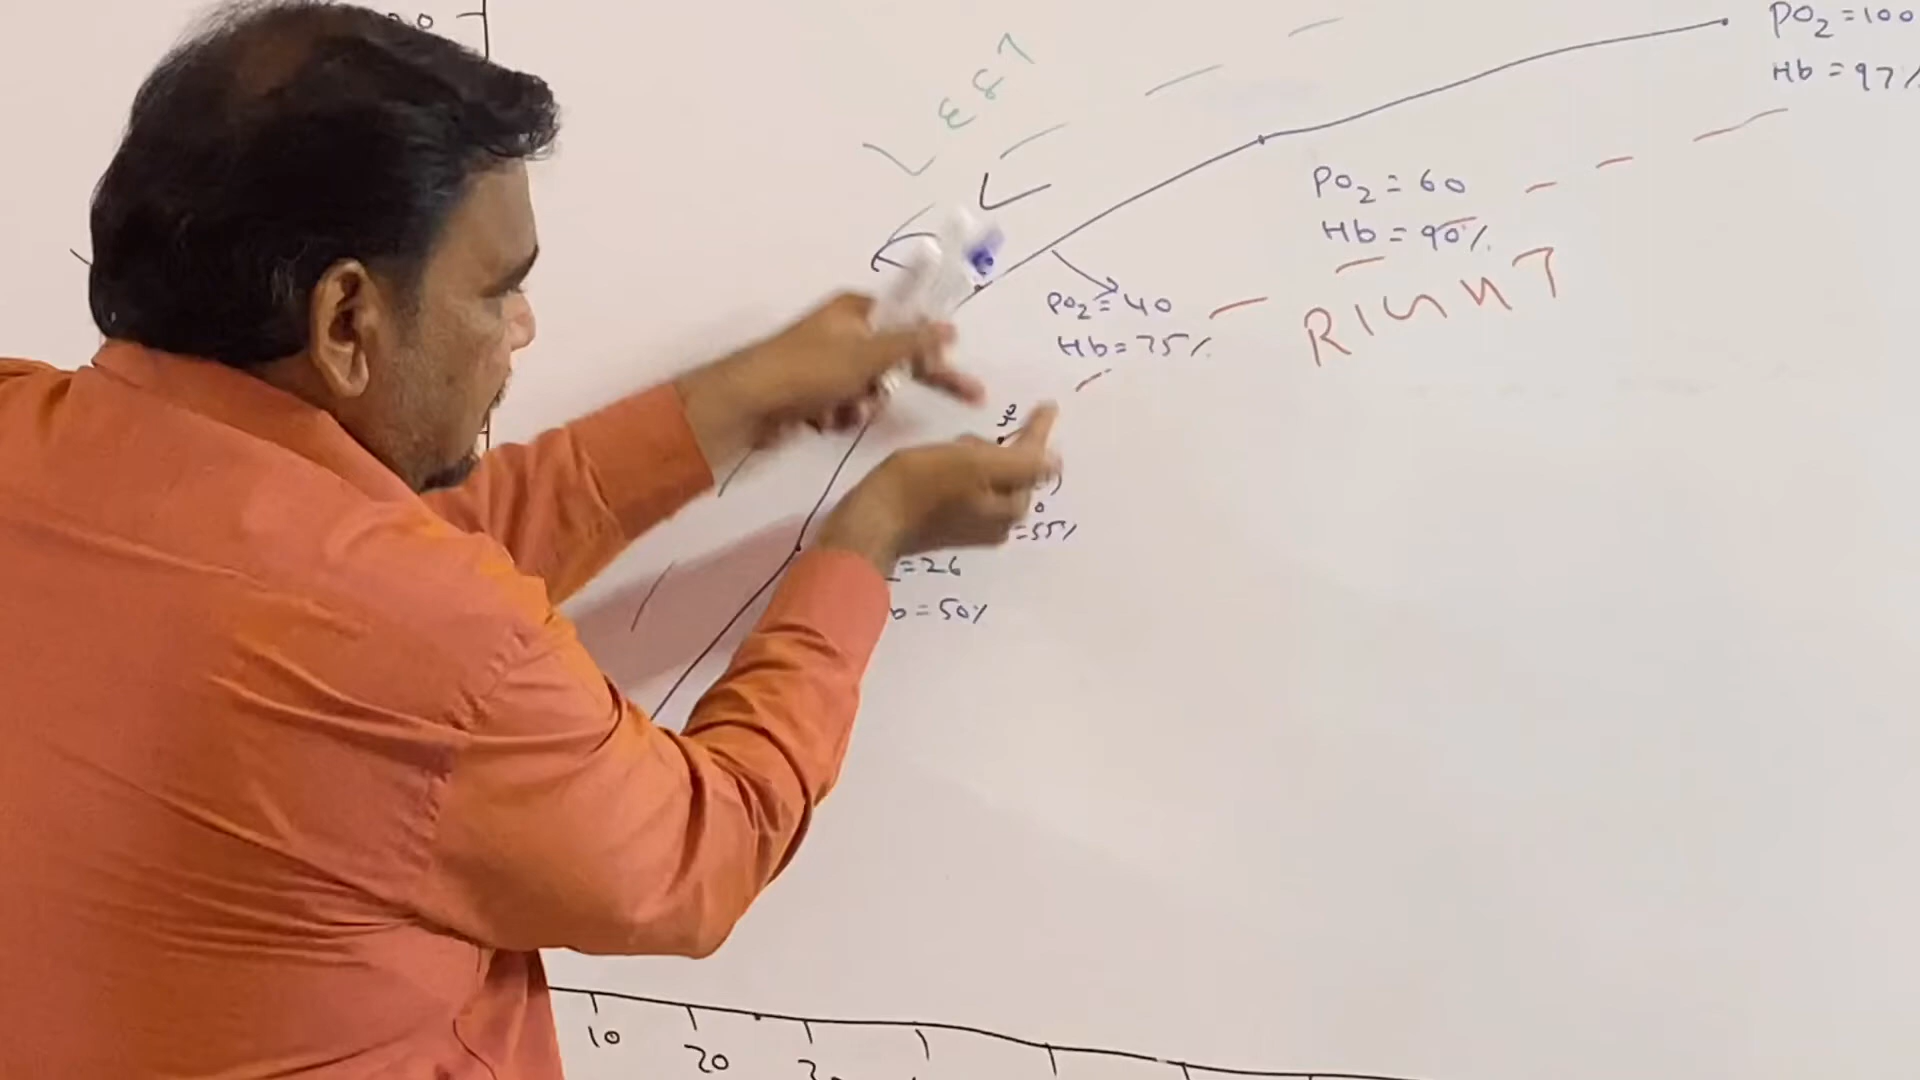 PO2=100
Hb=97%
LEFT
PO2=60
Hb=90%
PO2=40
Hb=75%
RIGHT
=55%
=26
b=50%
10
20